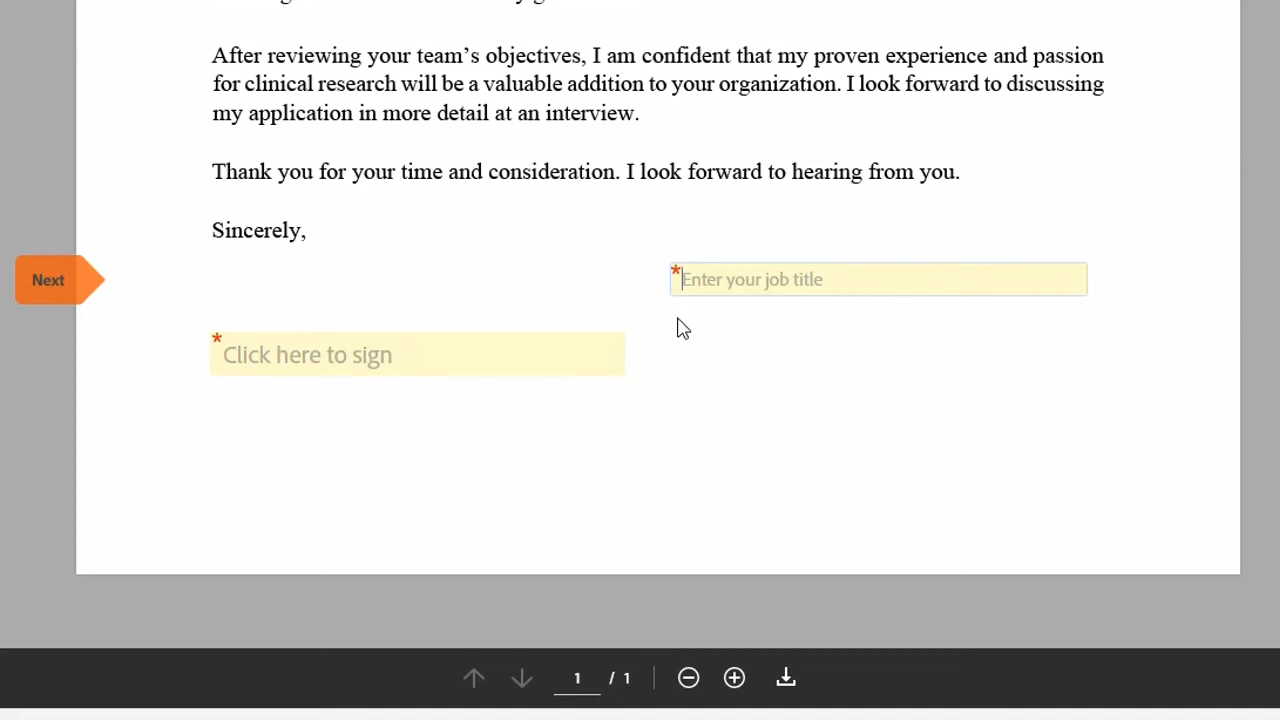 After reviewing your team’s objectives, I am confident that my proven experience and passion
for clinical research will be a valuable addition to your organization. I look forward to discussing
my application in more detail at an interview.
Thank you for your time and consideration. I look forward to hearing from you.
Sincerely,
Next
* Enter your job title
* Click here to sign
1 / 1